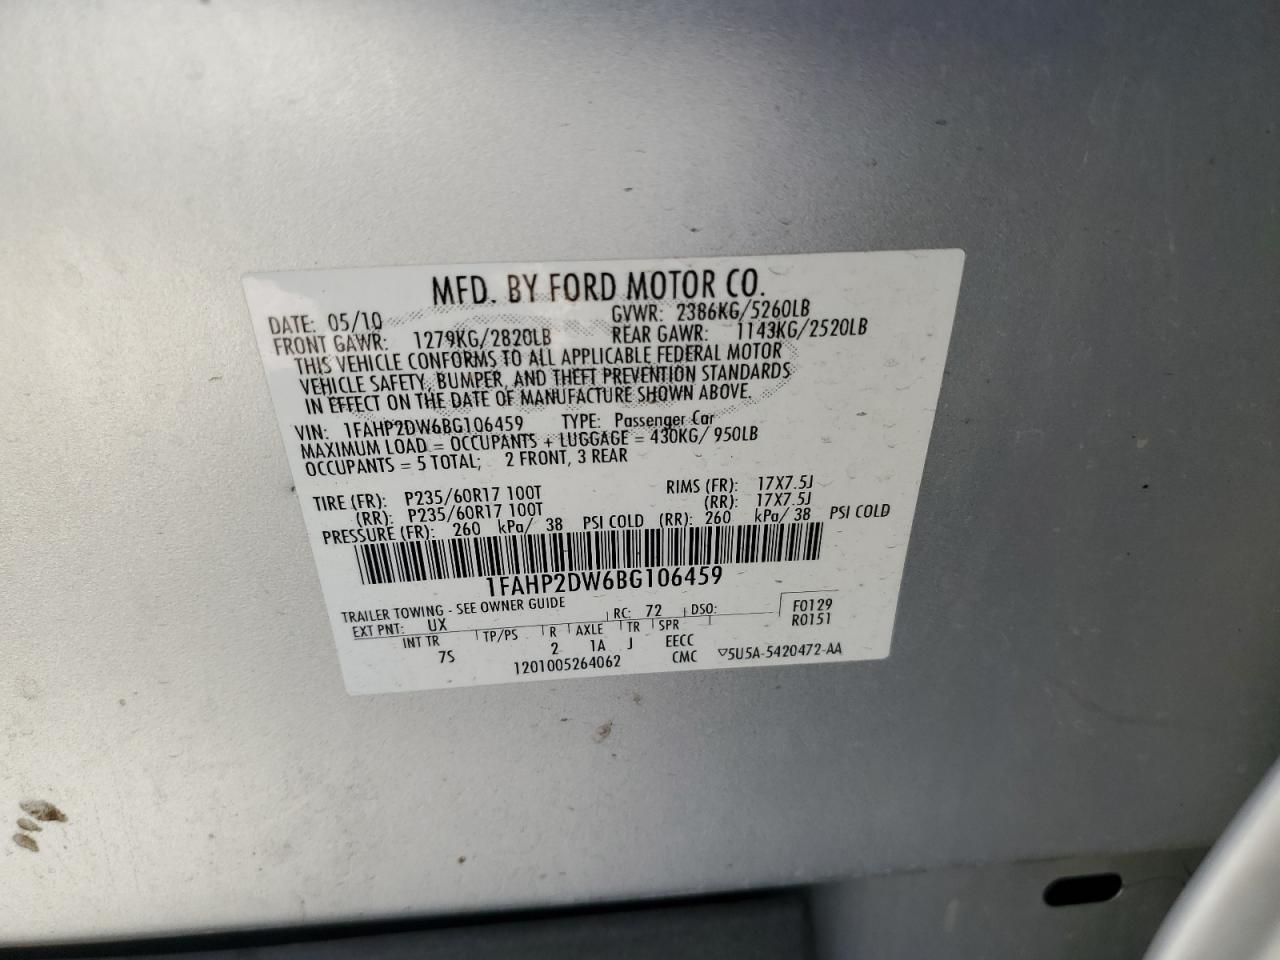 MFD. BY FORD MOTOR CO.
DATE: 05/10 GVWR: 2386KG/5260LB
FRONT GAWR: 1279KG/2820LB REAR GAWR: 1143KG/2520LB
THIS VEHICLE CONFORMS TO ALL APPLICABLE FEDERAL MOTOR
VEHICLE SAFETY, BUMPER, AND THEFT PREVENTION STANDARDS
IN EFFECT ON THE DATE OF MANUFACTURE SHOWN ABOVE.
VIN: 1FAHP2DW6BG106459 TYPE: Passenger Car
MAXIMUM LOAD = OCCUPANTS + LUGGAGE = 430KG/ 950LB
OCCUPANTS = 5 TOTAL; 2 FRONT, 3 REAR
TIRE (FR): P235/60R17 100T RIMS (FR): 17X7.5J
(RR): P235/60R17 100T (RR): 17X7.5J
PRESSURE (FR): 260 kPa/ 38 PSI COLD (RR): 260 kPa/ 38 PSI COLD
1FAHP2DW6BG106459
TRAILER TOWING - SEE OWNER GUIDE
EXT PNT: UX RC: 72 DSO: F0129
R0151
INT TR TP/PS R AXLE TR SPR
7S 2 1A J EECC
1201005264062 CMC ▽5U5A-5420472-AA